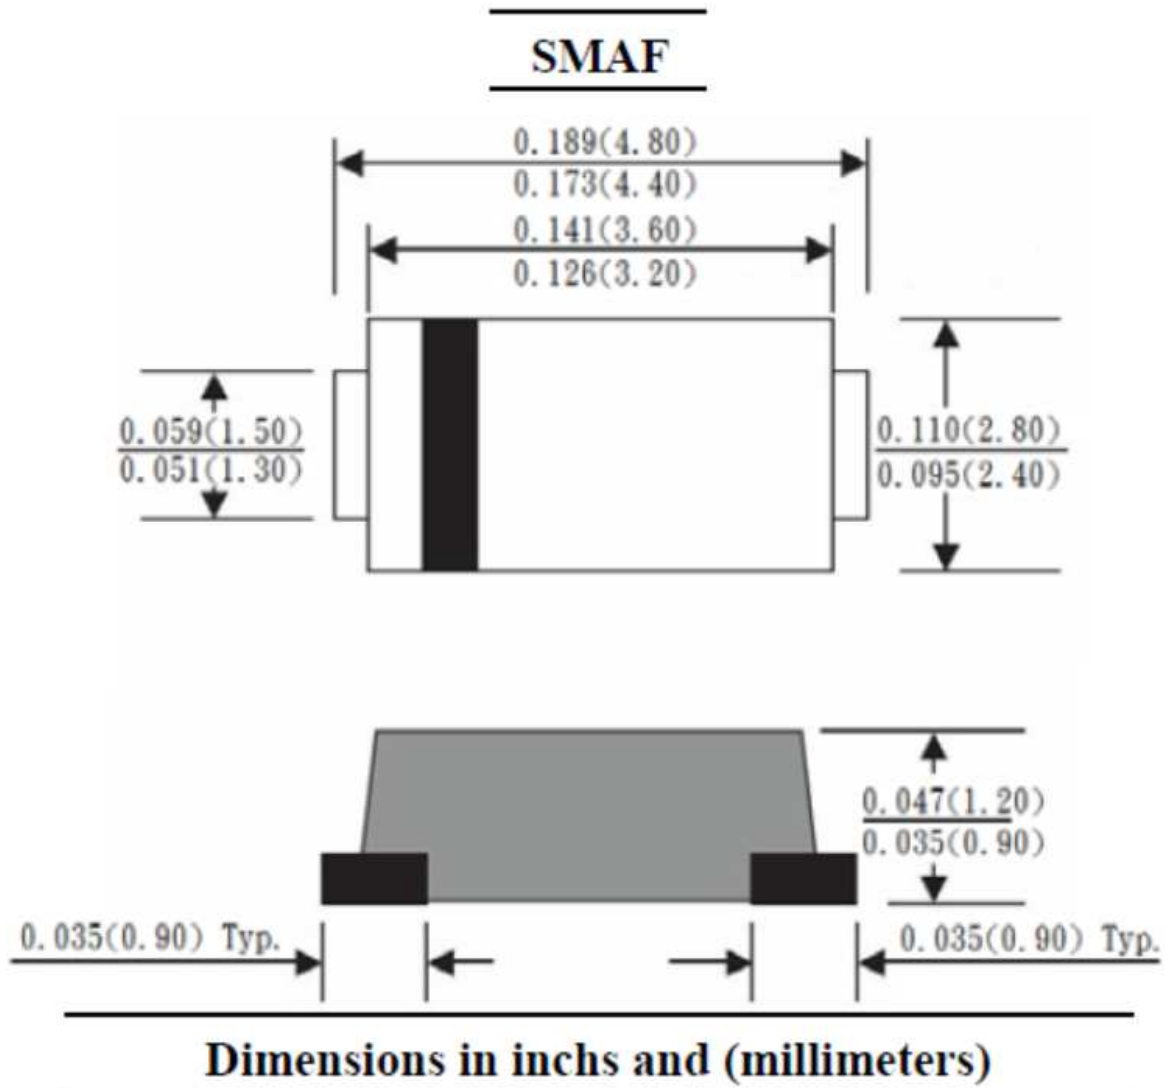 SMAF
0.189(4.80)
0.173(4.40)
0.141(3.60)
0.126(3.20)
0.059(1.50)
0.051(1.30)
0.110(2.80)
0.095(2.40)
0.047(1.20)
0.035(0.90)
0.035(0.90) Typ.
0.035(0.90) Typ.
Dimensions in inchs and (millimeters)